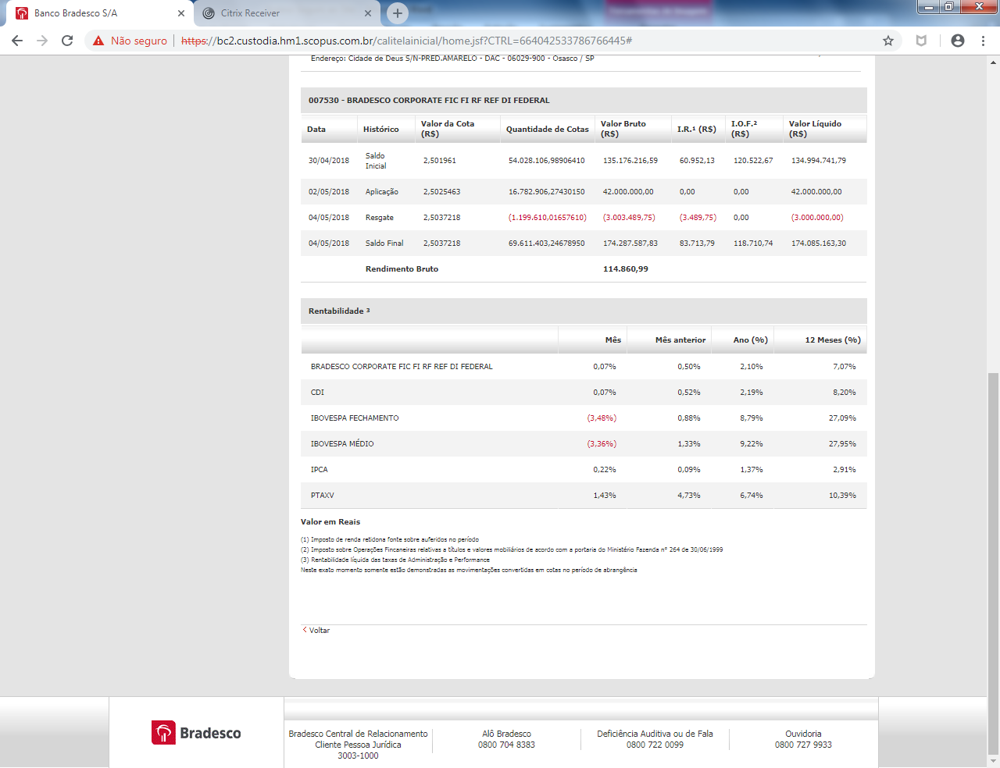 Banco Bradesco S/A
Citrix Receiver
Não seguro | https://bc2.custodia.hm1.scopus.com.br/calitelainicial/home.jsf?CTRL=664042533786766445#
Endereço: Cidade de Deus S/N-PRED.AMARELO - DAC - 06029-900 - Osasco / SP
007530 - BRADESCO CORPORATE FIC FI RF REF DI FEDERAL
Data Histórico Valor da Cota (R$) Quantidade de Cotas Valor Bruto (R$) I.R.¹ (R$) I.O.F.² (R$) Valor Líquido (R$)
30/04/2018 Saldo Inicial 2,501961 54.028.106,98906410 135.176.216,59 60.952,13 120.522,67 134.994.741,79
02/05/2018 Aplicação 2,5025463 16.782.906,27430150 42.000.000,00 0,00 0,00 42.000.000,00
04/05/2018 Resgate 2,5037218 (1.199.610,01657610) (3.003.489,75) (3.489,75) 0,00 (3.000.000,00)
04/05/2018 Saldo Final 2,5037218 69.611.403,24678950 174.287.587,83 83.713,79 118.710,74 174.085.163,30
Rendimento Bruto 114.860,99
Rentabilidade ³
Mês Mês anterior Ano (%) 12 Meses (%)
BRADESCO CORPORATE FIC FI RF REF DI FEDERAL 0,07% 0,50% 2,10% 7,07%
CDI 0,07% 0,52% 2,19% 8,20%
IBOVESPA FECHAMENTO (3,48%) 0,88% 8,79% 27,09%
IBOVESPA MÉDIO (3,36%) 1,33% 9,22% 27,95%
IPCA 0,22% 0,09% 1,37% 2,91%
PTAXV 1,43% 4,73% 6,74% 10,39%
Valor em Reais
(1) Imposto de renda retidona fonte sobre auferidos no período
(2) Imposto sobre Operações Fincaneiras relativas a títulos e valores mobiliários de acordo com a portaria do Ministério Fazenda n° 264 de 30/06/1999
(3) Rentabilidade líquida das taxas de Administração e Performance
Neste exato momento somente estão demonstradas as movimentações convertidas em cotas no período de abrangência
Voltar
Bradesco
Bradesco Central de Relacionamento
Cliente Pessoa Jurídica
3003-1000
Alô Bradesco
0800 704 8383
Deficiência Auditiva ou de Fala
0800 722 0099
Ouvidoria
0800 727 9933